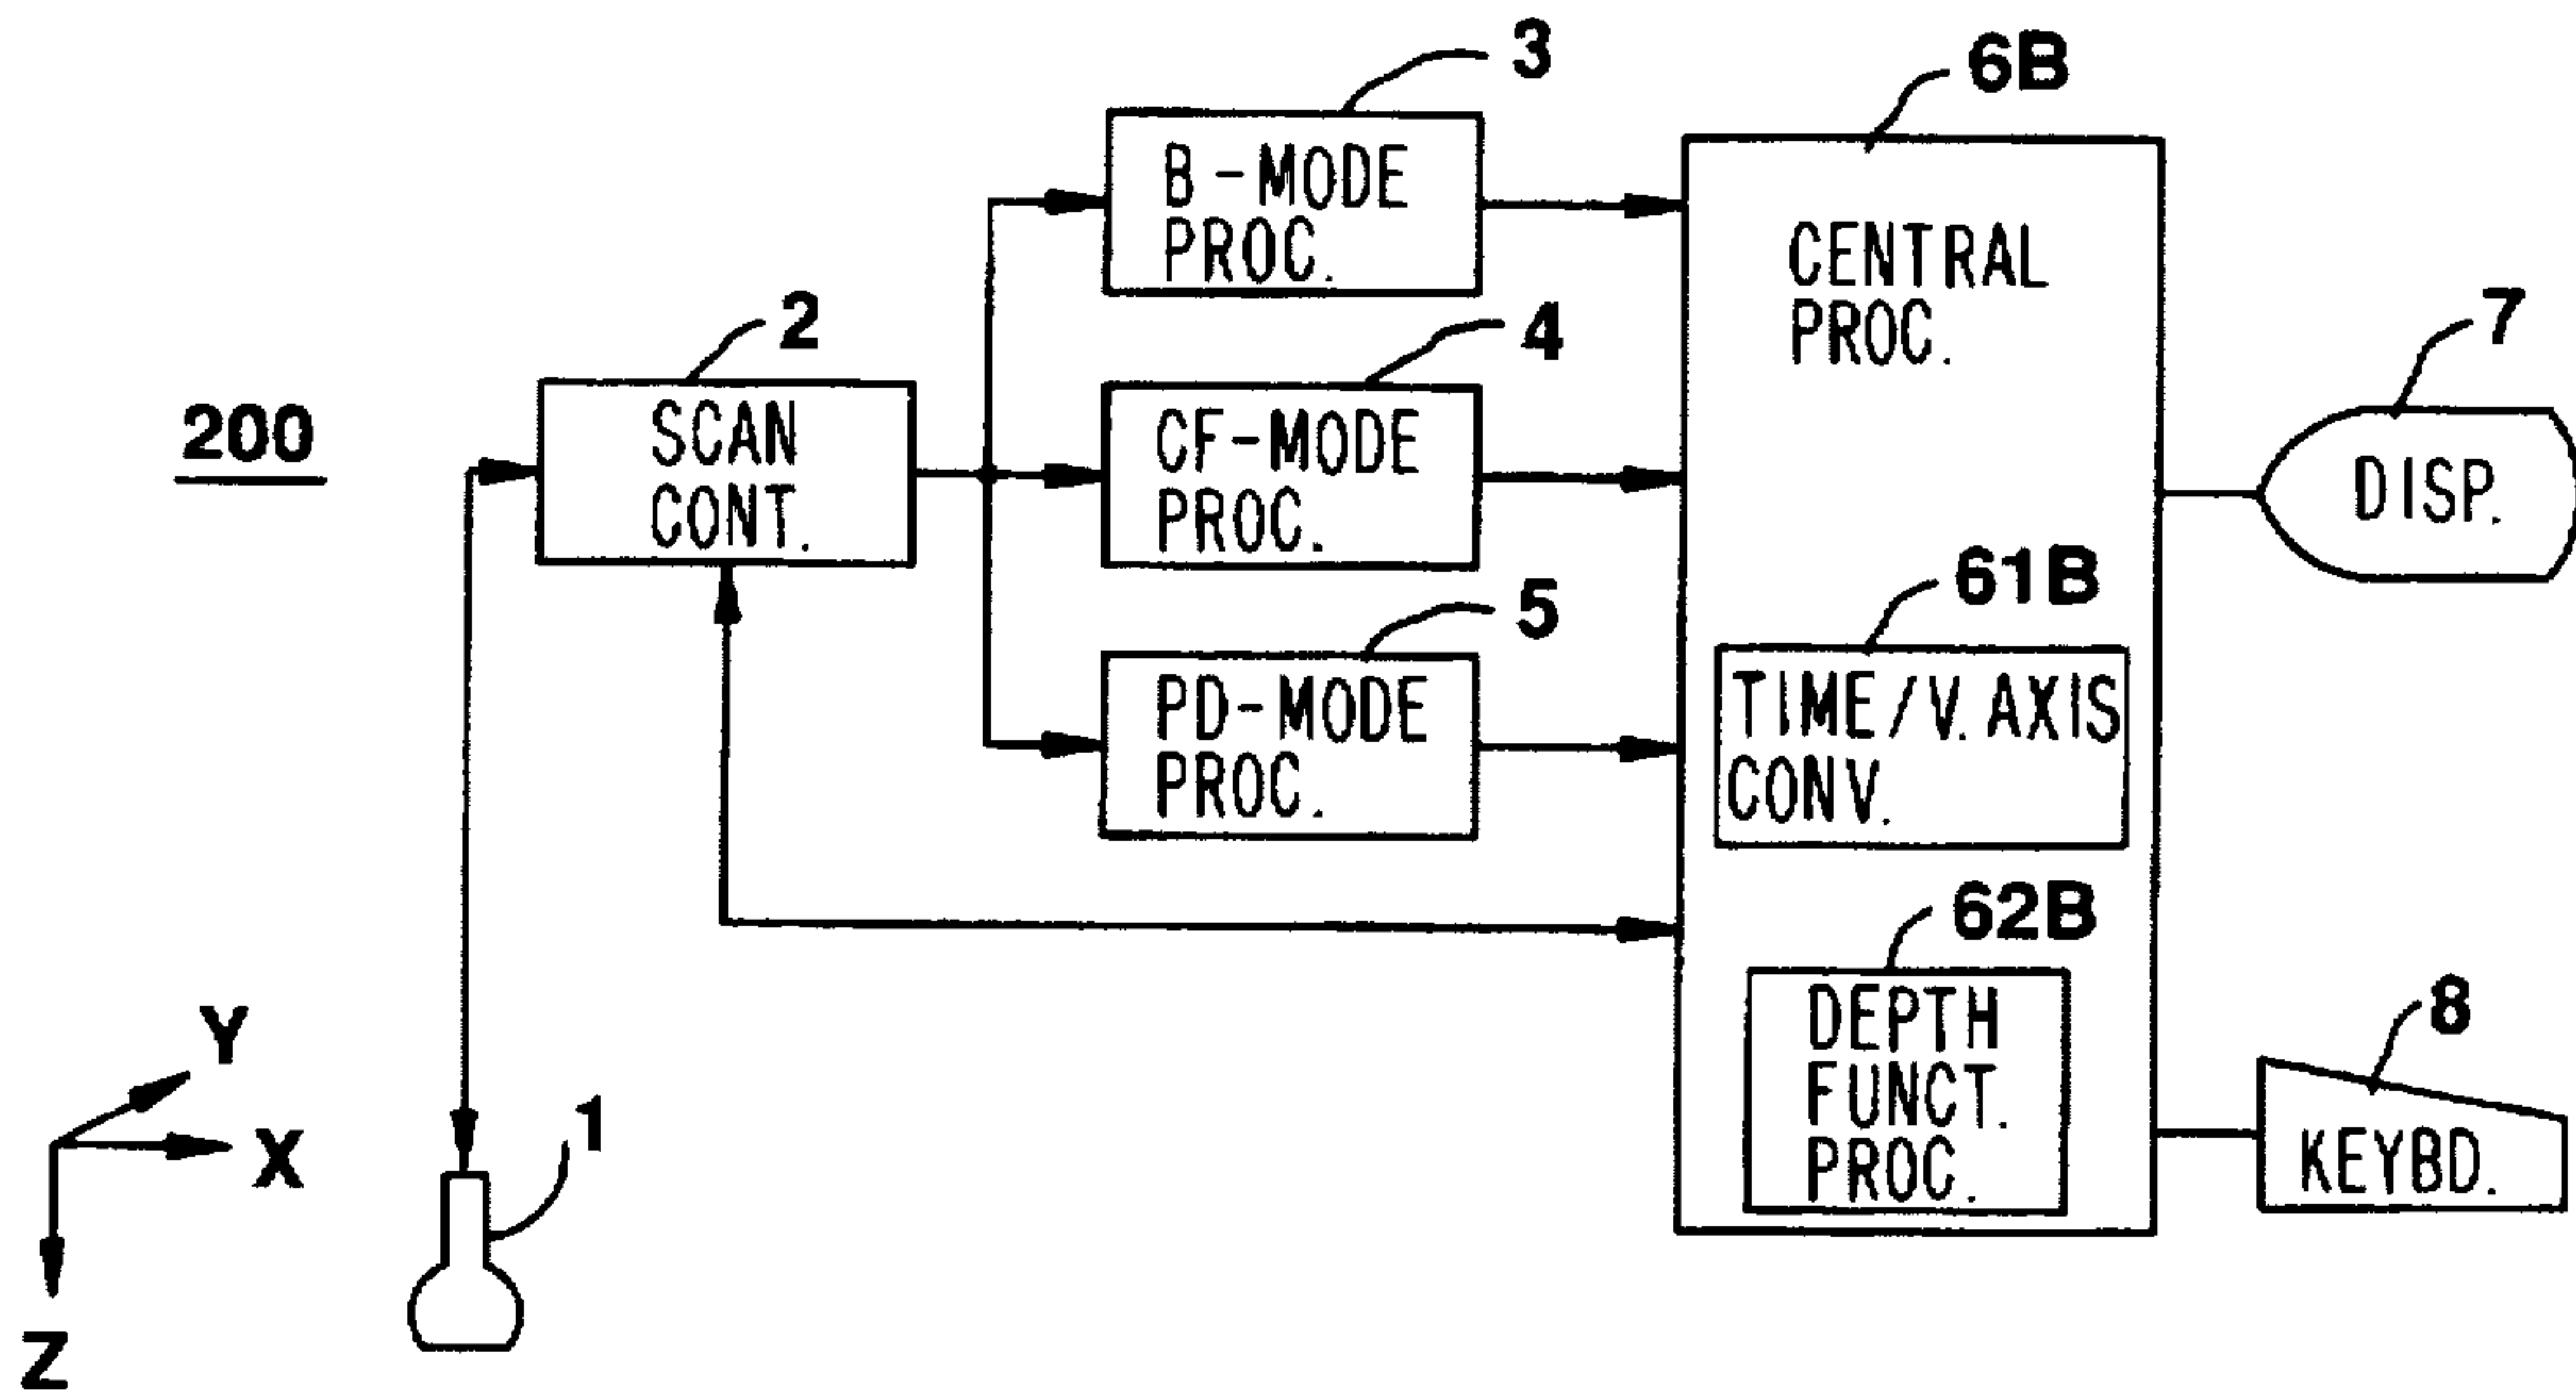 200
1
2
SCAN
CONT.
3
B-MODE
PROC.
4
CF-MODE
PROC.
5
PD-MODE
PROC.
6B
CENTRAL
PROC.
61B
TIME/V. AXIS
CONV.
62B
DEPTH
FUNCT.
PROC.
7
DISP.
8
KEYBD.
Y
X
Z